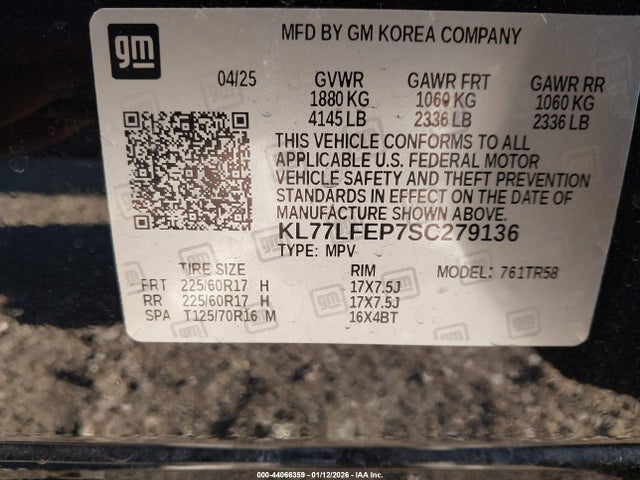 gm
MFD BY GM KOREA COMPANY
04/25 GVWR GAWR FRT GAWR RR
1880 KG 1060 KG 1060 KG
4145 LB 2336 LB 2336 LB
THIS VEHICLE CONFORMS TO ALL
APPLICABLE U.S. FEDERAL MOTOR
VEHICLE SAFETY AND THEFT PREVENTION
STANDARDS IN EFFECT ON THE DATE OF
MANUFACTURE SHOWN ABOVE.
KL77LFEP7SC279136
TYPE: MPV
TIRE SIZE RIM MODEL: 761TR58
FRT 225/60R17 H 17X7.5J
RR 225/60R17 H 17X7.5J
SPA T125/70R16 M 16X4BT
000-44066359 - 01/12/2026 - IAA Inc.